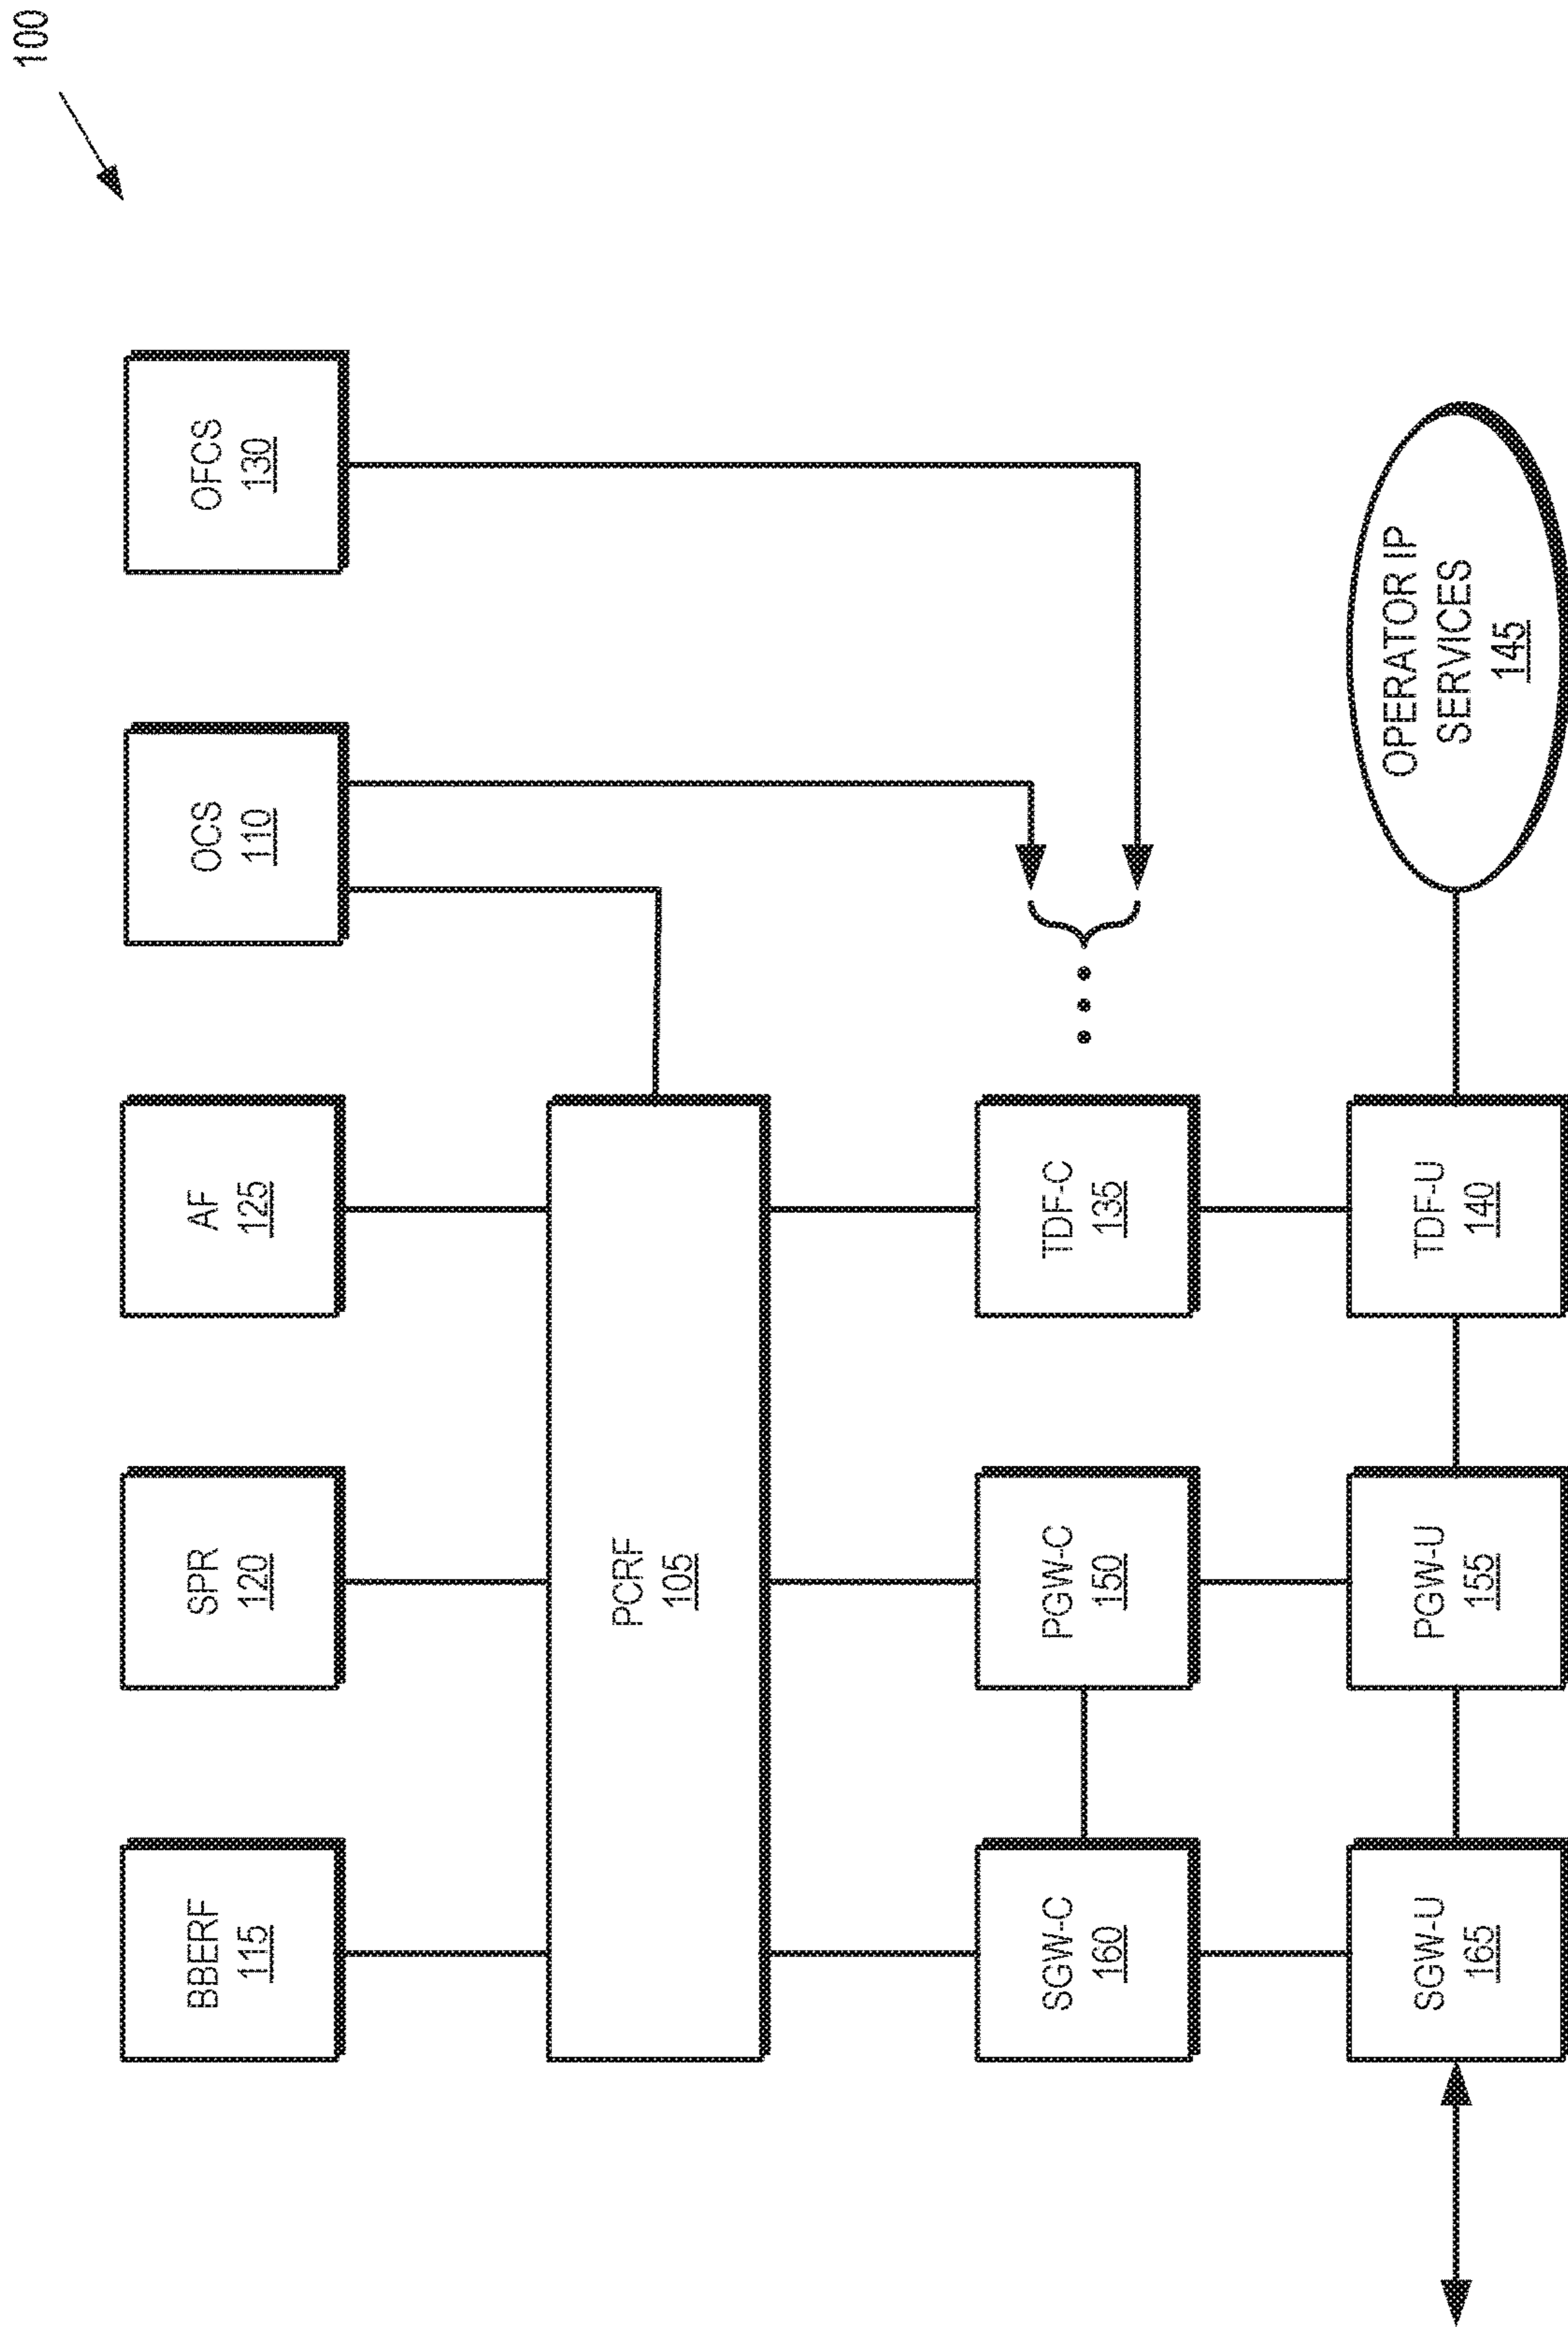 100
BBERF
115
SPR
120
AF
125
OCS
110
OFCS
130
PCRF
105
SGW-C
160
PGW-C
150
TDF-C
135
SGW-U
165
PGW-U
155
TDF-U
140
OPERATOR IP
SERVICES
145